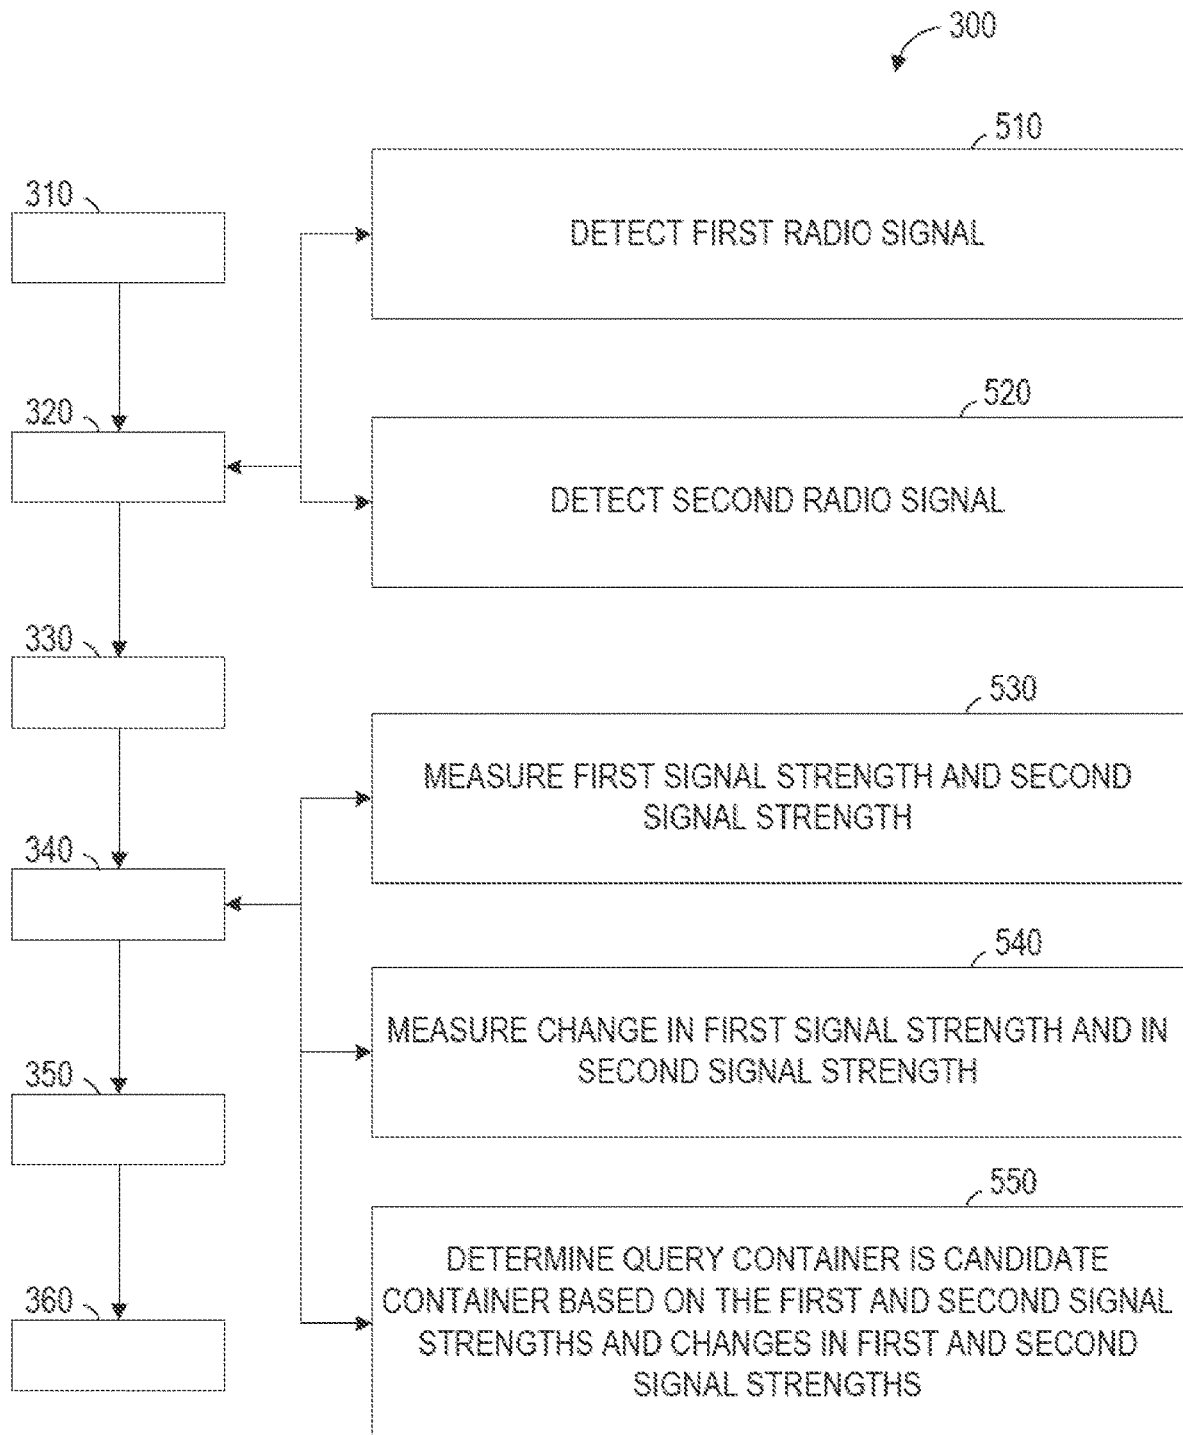 300
510
310
DETECT FIRST RADIO SIGNAL
520
320
DETECT SECOND RADIO SIGNAL
330
530
MEASURE FIRST SIGNAL STRENGTH AND SECOND
SIGNAL STRENGTH
340
540
MEASURE CHANGE IN FIRST SIGNAL STRENGTH AND IN
SECOND SIGNAL STRENGTH
350
550
DETERMINE QUERY CONTAINER IS CANDIDATE
CONTAINER BASED ON THE FIRST AND SECOND SIGNAL
STRENGTHS AND CHANGES IN FIRST AND SECOND
SIGNAL STRENGTHS
360